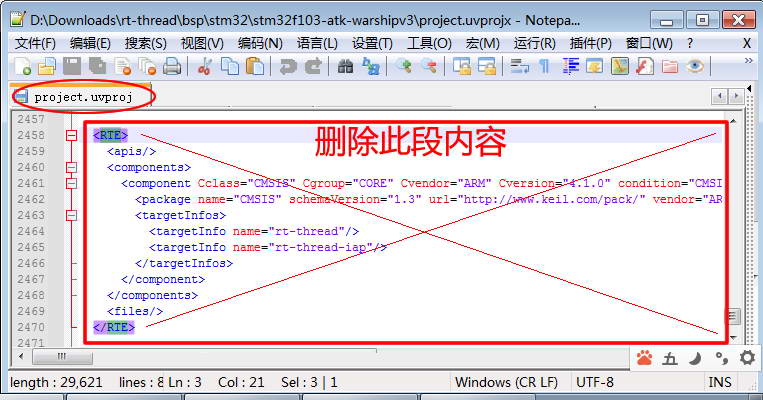 D:\Downloads\rt-thread\bsp\stm32\stm32f103-atk-warshipv3\project.uvprojx - Notepa...
文件(F) 编辑(E) 搜索(S) 视图(V) 编码(N) 语言(L) 设置(T) 工具(O) 宏(M) 运行(R) 插件(P) 窗口(W) ? X
project.uvproj
2457
2458 <RTE>
删除此段内容
2459 <apis/>
2460 <components>
2461 <component Cclass="CMSIS" Cgroup="CORE" Cvendor="ARM" Cversion="4.1.0" condition="CMSI
2462 <package name="CMSIS" schemaVersion="1.3" url="http://www.keil.com/pack/" vendor="AR
2463 <targetInfos>
2464 <targetInfo name="rt-thread"/>
2465 <targetInfo name="rt-thread-iap"/>
2466 </targetInfos>
2467 </component>
2468 </components>
2469 <files/>
2470 </RTE>
2471
五
length : 29,621 lines : 8 Ln : 3 Col : 21 Sel : 3 | 1 Windows (CR LF) UTF-8 INS